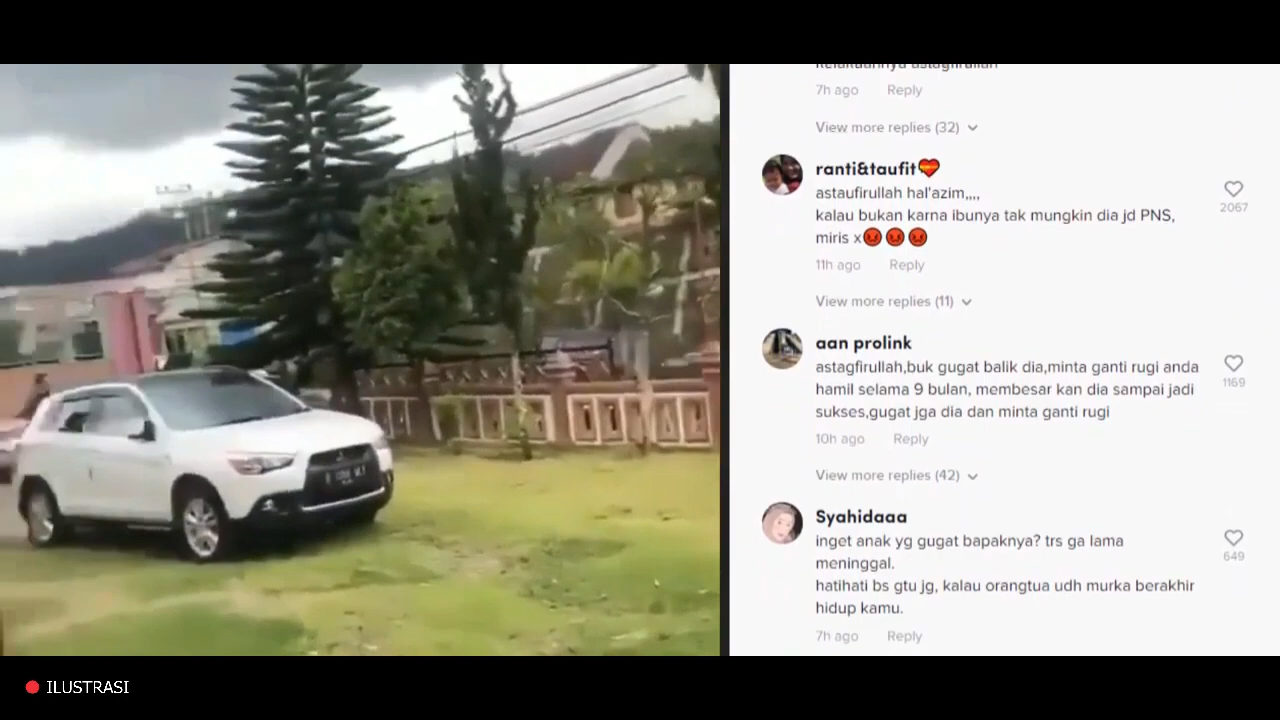 7h ago Reply
View more replies (32)
ranti&taufit
astaufirullah hal'azim,,,,
kalau bukan karna ibunya tak mungkin dia jd PNS,
miris x😡😡😡
2067
11h ago Reply
View more replies (11)
aan prolink
astagfirullah,buk gugat balik dia,minta ganti rugi anda
hamil selama 9 bulan, membesar kan dia sampai jadi
sukses,gugat jga dia dan minta ganti rugi
1169
10h ago Reply
View more replies (42)
Syahidaaa
inget anak yg gugat bapaknya? trs ga lama
meninggal.
hatihati bs gtu jg, kalau orangtua udh murka berakhir
hidup kamu.
649
7h ago Reply
ILUSTRASI